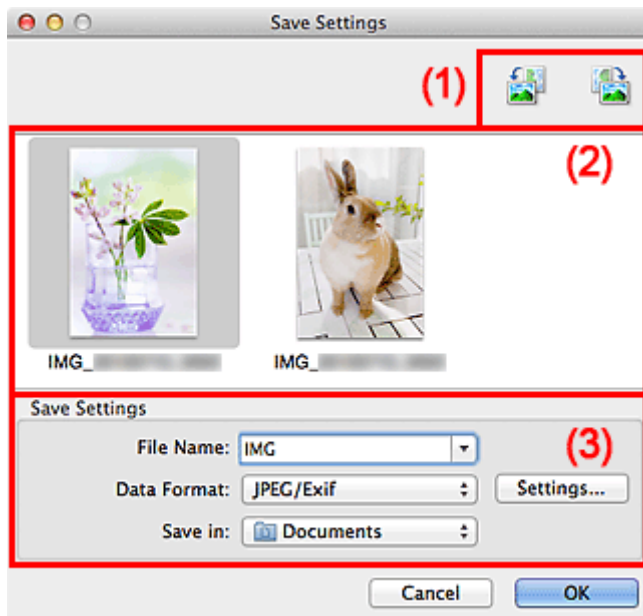 Save Settings
(1)
(2)
IMG_
IMG_
Save Settings
(3)
File Name: IMG
Data Format: JPEG/Exif Settings...
Save in: Documents
Cancel OK